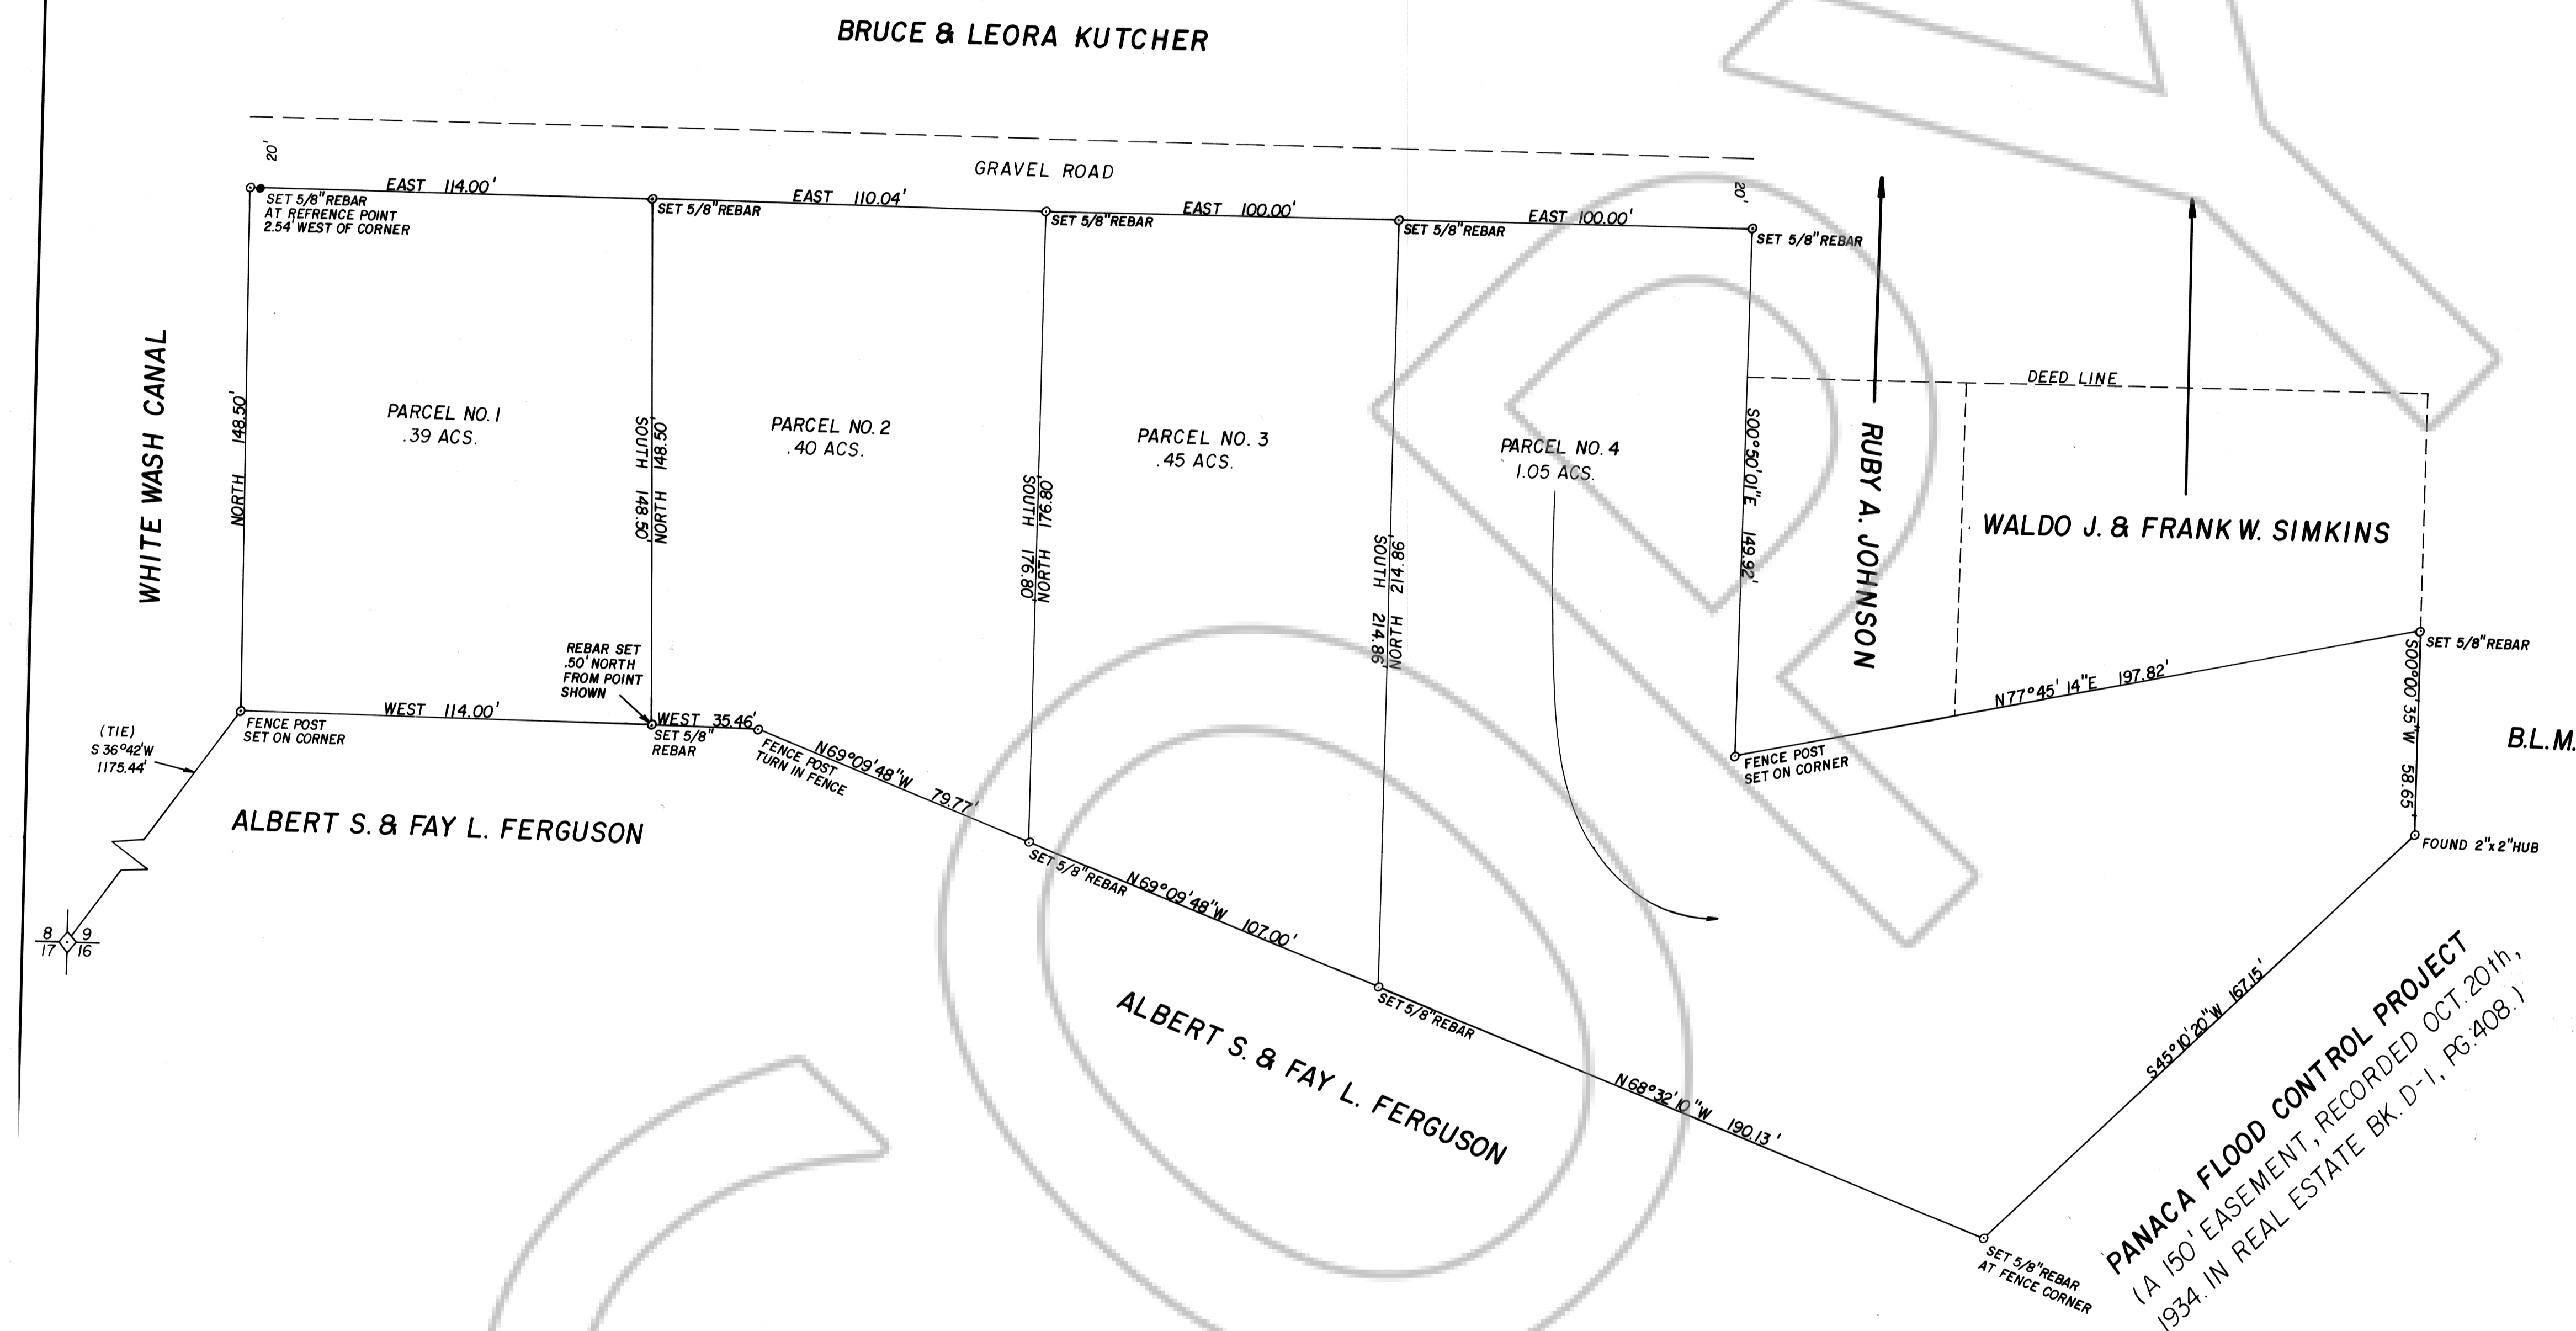 BRUCE & LEORA KUTCHER
20'
GRAVEL ROAD
20'
EAST 114.00'
EAST 110.04'
EAST 100.00'
EAST 100.00'
SET 5/8" REBAR
AT REFRENCE POINT
2.54' WEST OF CORNER
SET 5/8" REBAR
SET 5/8" REBAR
SET 5/8" REBAR
SET 5/8" REBAR
WHITE WASH CANAL
NORTH 148.50'
PARCEL NO. 1
.39 ACS.
SOUTH 148.50'
NORTH 148.50'
PARCEL NO. 2
.40 ACS.
SOUTH 176.80'
NORTH 176.80'
PARCEL NO. 3
.45 ACS.
SOUTH 214.86'
NORTH 214.86'
PARCEL NO. 4
1.05 ACS.
S00°50'01"E 149.92'
RUBY A. JOHNSON
DEED LINE
WALDO J. & FRANK W. SIMKINS
REBAR SET
.50' NORTH
FROM POINT
SHOWN
WEST 114.00'
FENCE POST
SET ON CORNER
WEST 35.46'
SET 5/8"
REBAR
FENCE POST
TURN IN FENCE
N69°09'48"W 79.77'
SET 5/8" REBAR
N69°09'48"W 107.00'
SET 5/8" REBAR
N68°32'10"W 190.13'
SET 5/8" REBAR
AT FENCE CORNER
FENCE POST
SET ON CORNER
N77°45'14"E 197.82'
SET 5/8" REBAR
S00°00'35"W 58.65'
B.L.M.
FOUND 2"x2" HUB
S45°10'20"W 167.15'
(TIE)
S 36°42'W
1175.44'
8 9
17 16
ALBERT S. & FAY L. FERGUSON
ALBERT S. & FAY L. FERGUSON
PANACA FLOOD CONTROL PROJECT
(A 150' EASEMENT, RECORDED OCT. 20th,
1934. IN REAL ESTATE BK. D-1, PG. 408.)
COPY